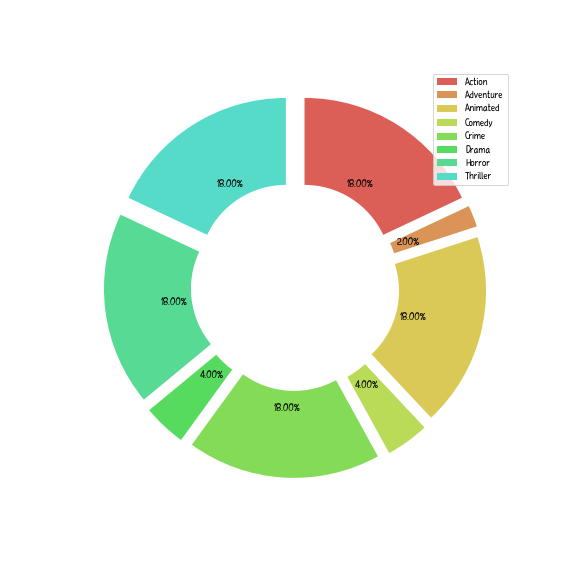 Action
Adventure
Animated
Comedy
Crime
Drama
Horror
Thriller
18.00%
18.00%
2.00%
18.00%
18.00%
4.00%
4.00%
18.00%